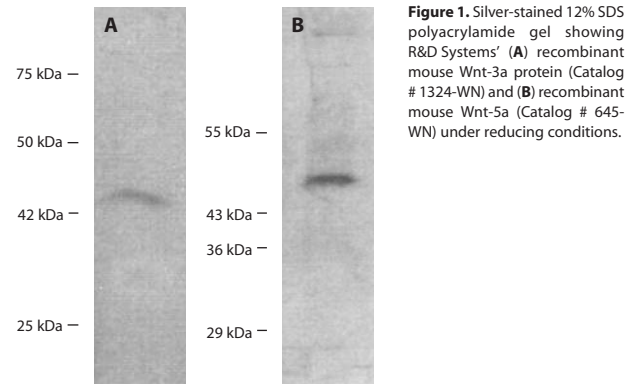 A
75 kDa
50 kDa
42 kDa
25 kDa
B
55 kDa
43 kDa
36 kDa
29 kDa
Figure 1. Silver-stained 12% SDS
polyacrylamide gel showing
R&D Systems' (A) recombinant
mouse Wnt-3a protein (Catalog
# 1324-WN) and (B) recombinant
mouse Wnt-5a (Catalog # 645-
WN) under reducing conditions.